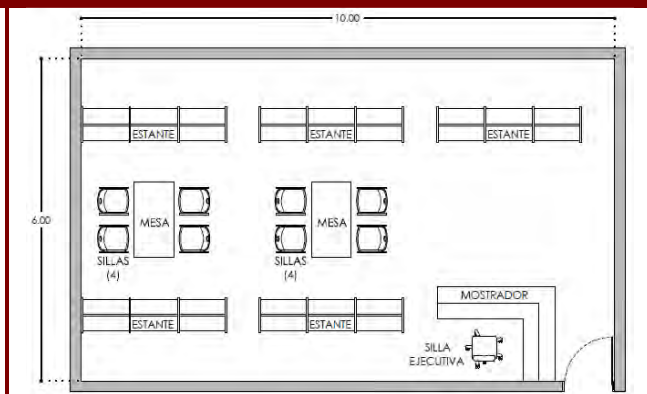 10.00
ESTANTE
ESTANTE
ESTANTE
6.00
MESA
MESA
SILLAS
(4)
SILLAS
(4)
MOSTRADOR
ESTANTE
ESTANTE
SILLA
EJECUTIVA